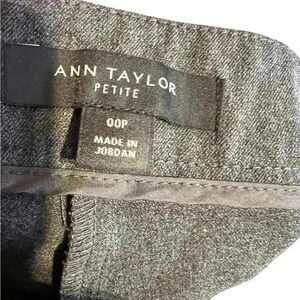 ANN TAYLOR
PETITE
00P
MADE IN
JORDAN